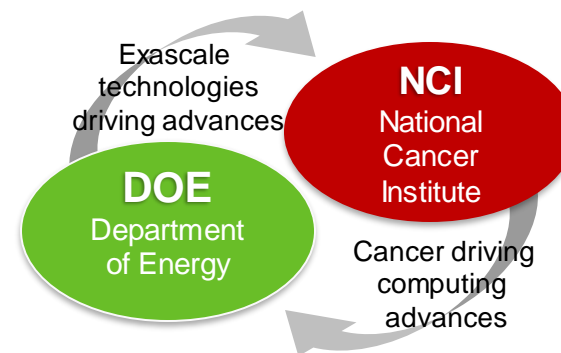 Exascale
technologies
driving advances
NCI
National
Cancer
Institute
DOE
Department
of Energy
Cancer driving
computing
advances